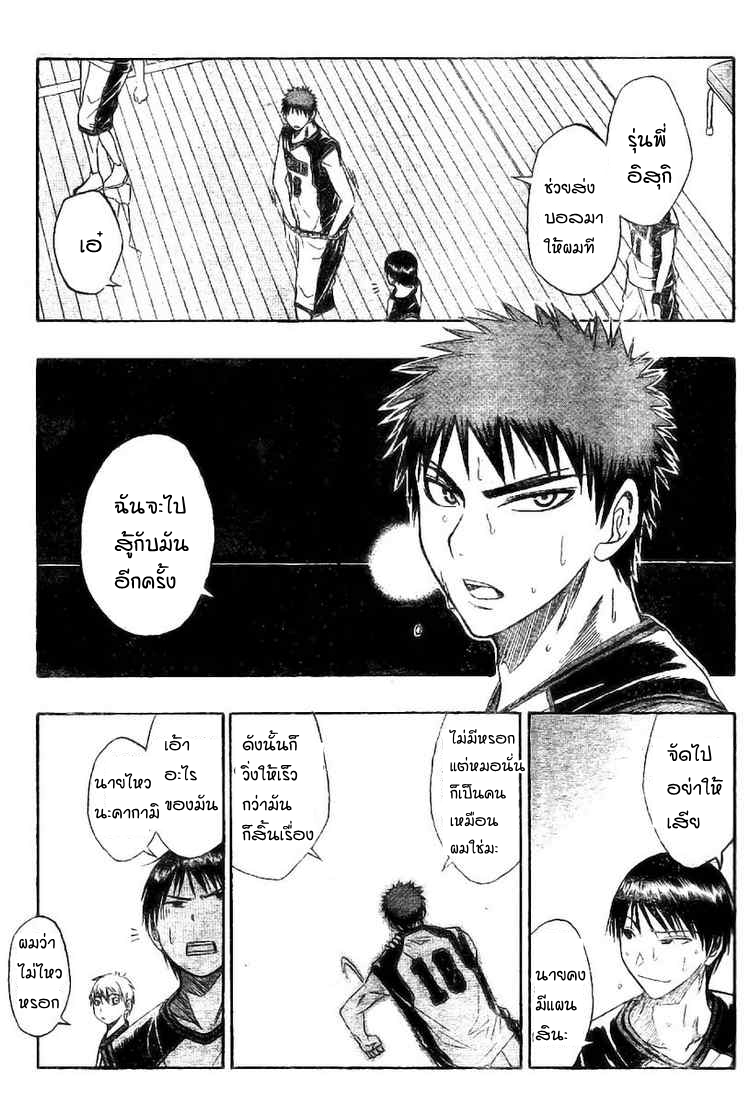 รุ่นพี่
อิสุกิ
ช่วยส่ง
บอลมา
ให้ผมที
เอ๋
ฉันจะไป
สู้กับมัน
อีกครั้ง
จัดไป
อย่าให้
เสีย
นายคง
มีแผน
สินะ
ไม่มีหรอก
แต่หมอนั่น
ก็เป็นคน
เหมือน
ผมใช่มะ
ดังนั้นก็
วิ่งให้เร็ว
กว่ามัน
ก็สิ้นเรื่อง
10
เอ้า
อะไร
ของมัน
นายไหว
นะคากามิ
ผมว่า
ไม่ไหว
หรอก